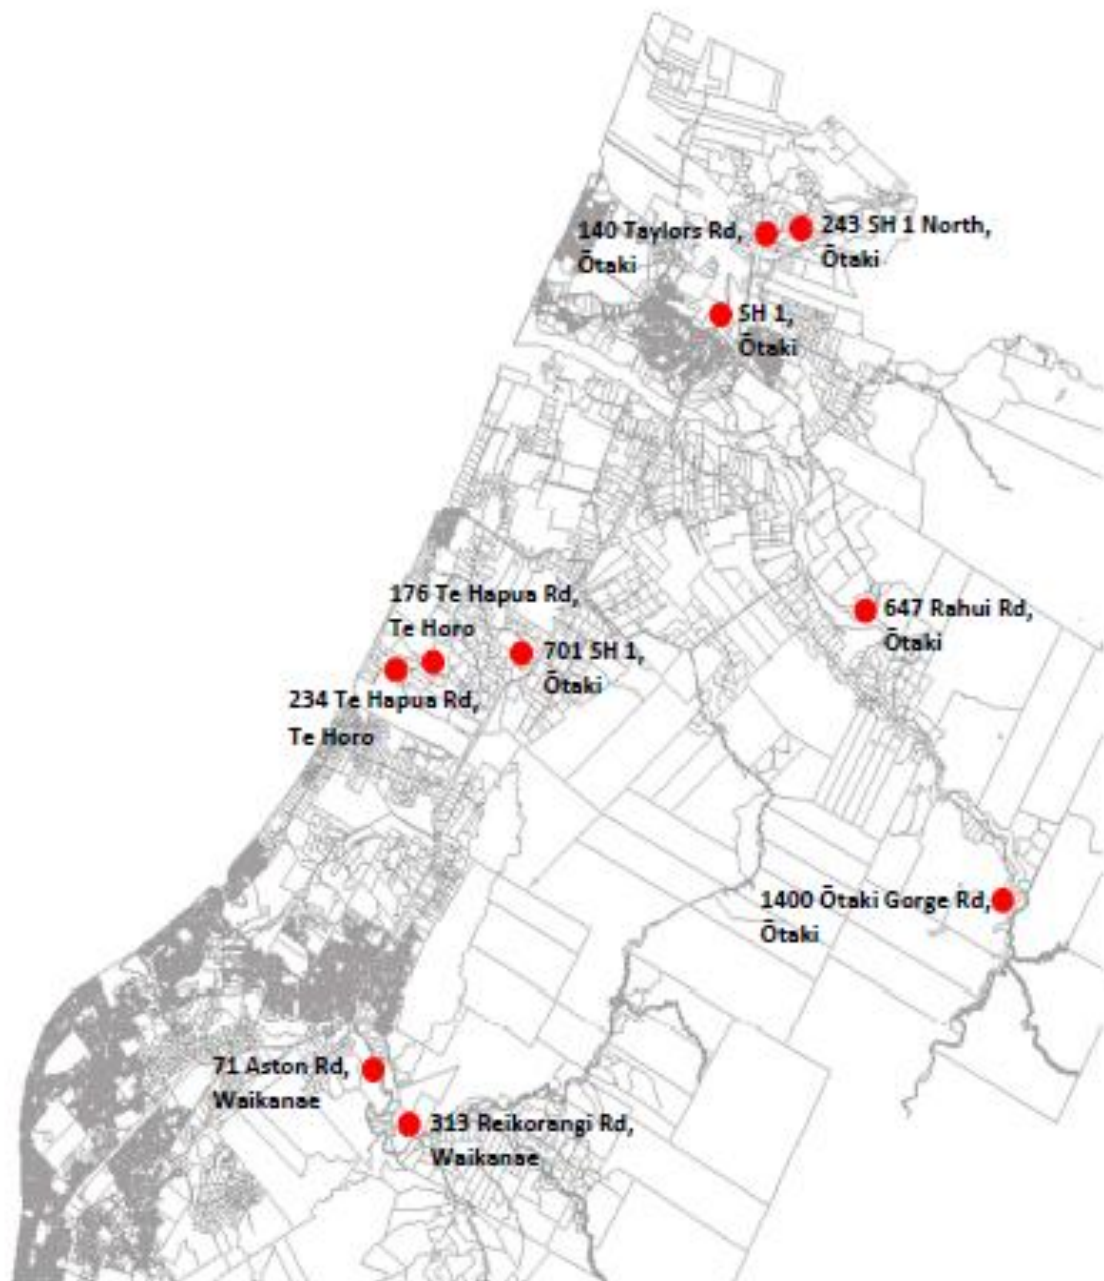 140 Taylors Rd,
Ōtaki
243 SH 1 North,
Ōtaki
SH 1,
Ōtaki
176 Te Hapua Rd,
Te Horo
647 Rahui Rd,
Ōtaki
701 SH 1,
Ōtaki
234 Te Hapua Rd,
Te Horo
1400 Ōtaki Gorge Rd,
Ōtaki
71 Aston Rd,
Waikanae
313 Reikorangi Rd,
Waikanae